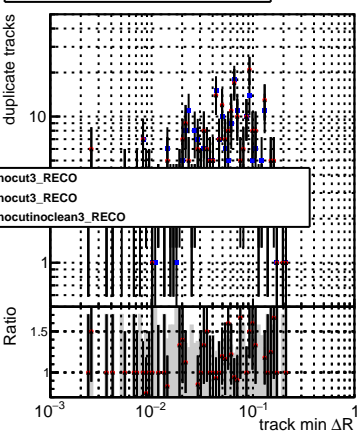 duplicate tracks
10
nocut3_RECO
nocut3_RECO
nocutinoclean3_RECO
1
Ratio
1.5
1
10−3
10−2
10−1
1
track min ΔR